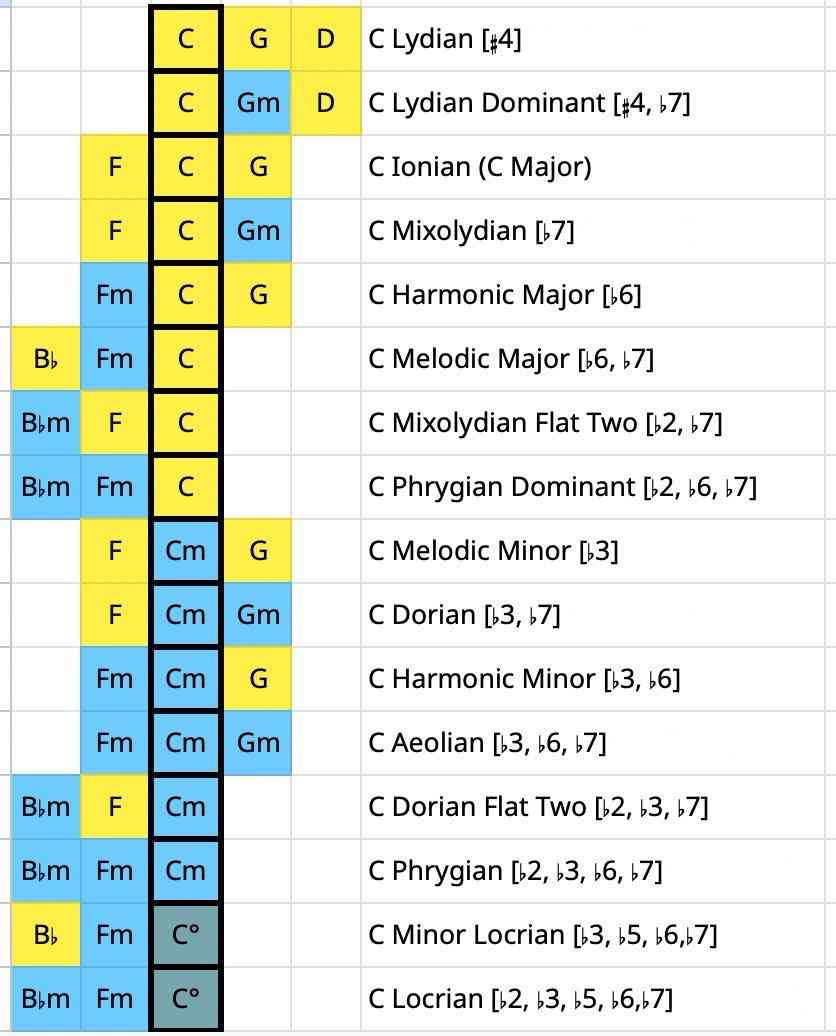 C G D C Lydian [♯4]
C Gm D C Lydian Dominant [♯4, ♭7]
F C G C Ionian (C Major)
F C Gm C Mixolydian [♭7]
Fm C G C Harmonic Major [♭6]
B♭ Fm C C Melodic Major [♭6, ♭7]
B♭m F C C Mixolydian Flat Two [♭2, ♭7]
B♭m Fm C C Phrygian Dominant [♭2, ♭6, ♭7]
F Cm G C Melodic Minor [♭3]
F Cm Gm C Dorian [♭3, ♭7]
Fm Cm G C Harmonic Minor [♭3, ♭6]
Fm Cm Gm C Aeolian [♭3, ♭6, ♭7]
B♭m F Cm C Dorian Flat Two [♭2, ♭3, ♭7]
B♭m Fm Cm C Phrygian [♭2, ♭3, ♭6, ♭7]
B♭ Fm C° C Minor Locrian [♭3, ♭5, ♭6,♭7]
B♭m Fm C° C Locrian [♭2, ♭3, ♭5, ♭6,♭7]